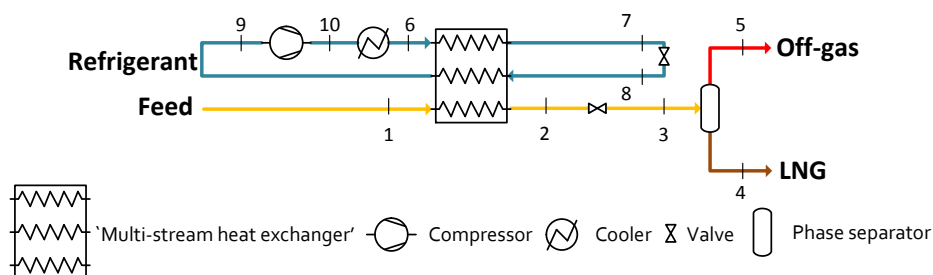 9 10 6 7 5
Refrigerant
Off-gas
Feed
8
1 2 3
4
LNG
‘Multi-stream heat exchanger’ Compressor Cooler Valve Phase separator